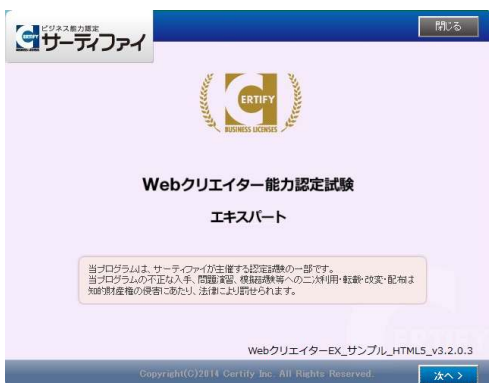 ビジネス能力認定
サーティファイ
閉じる
CERTIFY
BUSINESS LICENSES
Webクリエイター能力認定試験
エキスパート
当プログラムは、サーティファイが主催する認定試験の一部です。
当プログラムの不正な入手、問題演習、模擬試験等への二次利用・転載・改変・配布は
知的財産権の侵害にあたり、法律により罰せられます。
WebクリエイターEX_サンプル_HTML5_v3.2.0.3
Copyright(C)2014 Certify Inc. All Rights Reserved.
次へ >